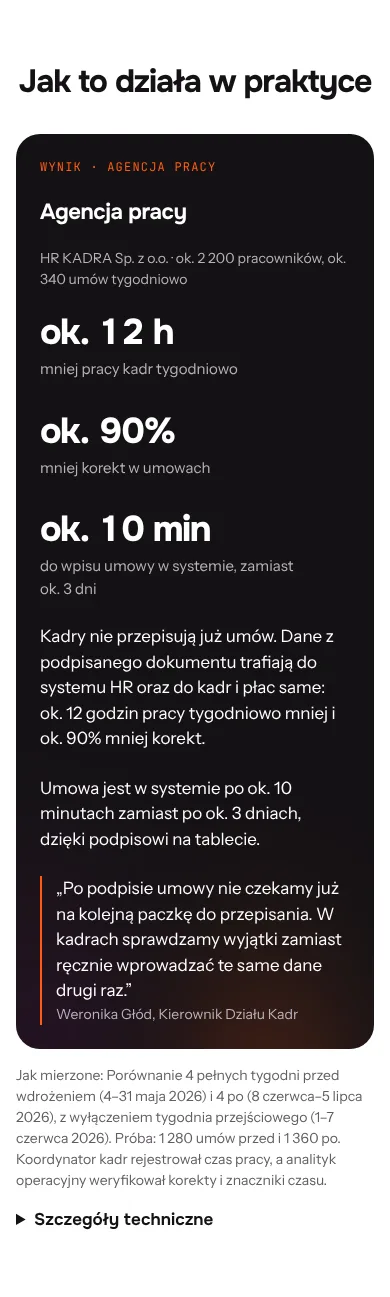 Jak to działa w praktyce
WYNIK · AGENCJA PRACY
Agencja pracy
HR KADRA Sp. z o.o. · ok. 2 200 pracowników, ok.
340 umów tygodniowo
ok. 12 h
mniej pracy kadr tygodniowo
ok. 90%
mniej korekt w umowach
ok. 10 min
do wpisu umowy w systemie, zamiast
ok. 3 dni
Kadry nie przepisują już umów. Dane z
podpisanego dokumentu trafiają do
systemu HR oraz do kadr i płac same:
ok. 12 godzin pracy tygodniowo mniej i
ok. 90% mniej korekt.
Umowa jest w systemie po ok. 10
minutach zamiast po ok. 3 dniach,
dzięki podpisowi na tablecie.
„Po podpisie umowy nie czekamy już
na kolejną paczkę do przepisania. W
kadrach sprawdzamy wyjątki zamiast
ręcznie wprowadzać te same dane
drugi raz.”
Weronika Głód, Kierownik Działu Kadr
Jak mierzone: Porównanie 4 pełnych tygodni przed
wdrożeniem (4–31 maja 2026) i 4 po (8 czerwca–5 lipca
2026), z wyłączeniem tygodnia przejściowego (1–7
czerwca 2026). Próba: 1 280 umów przed i 1 360 po.
Koordynator kadr rejestrował czas pracy, a analityk
operacyjny weryfikował korekty i znaczniki czasu.
Szczegóły techniczne